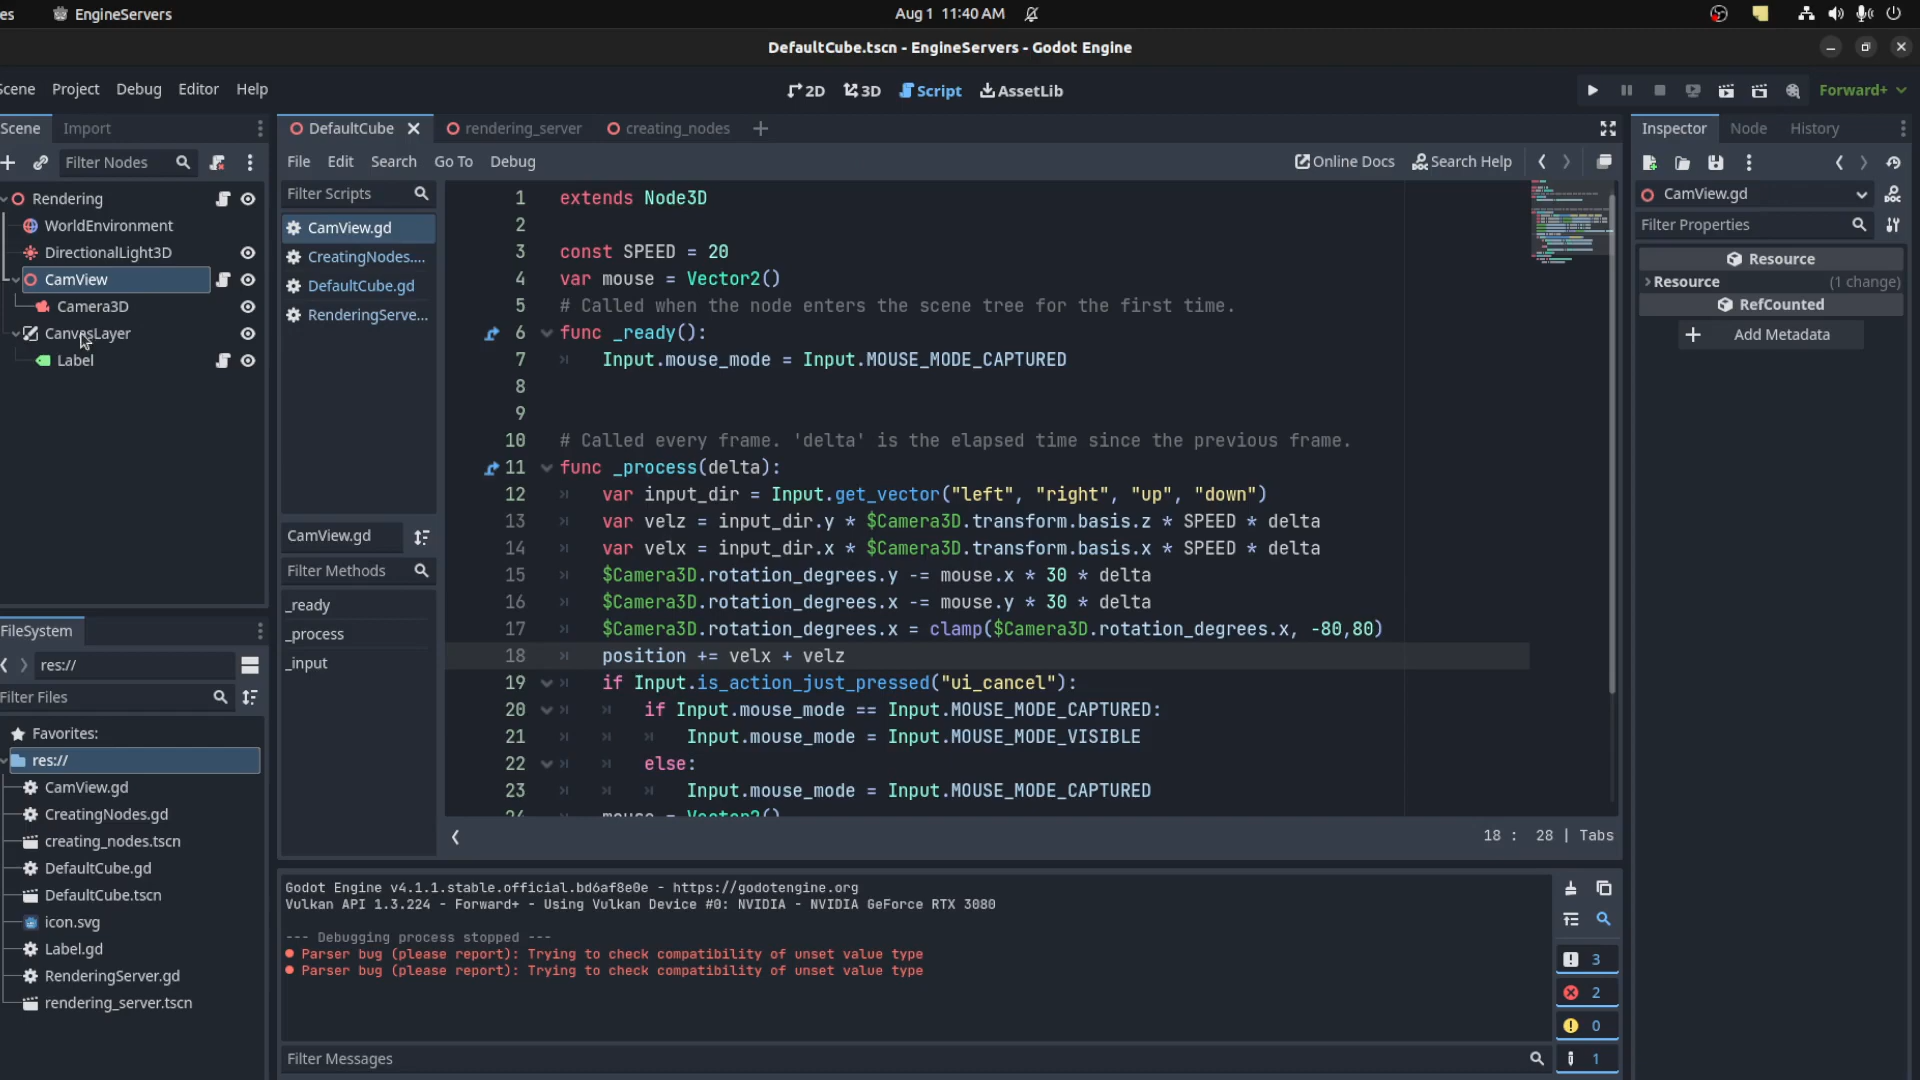 es EngineServers Aug 1 11:40 AM
DefaultCube.tscn - EngineServers - Godot Engine
Scene Project Debug Editor Help
2D 3D Script AssetLib
Forward+
Scene Import
DefaultCube rendering_server creating_nodes
Inspector Node History
Filter Nodes
File Edit Search Go To Debug
Online Docs Search Help
Rendering
WorldEnvironment
DirectionalLight3D
CamView
Camera3D
CanvasLayer
Label
Filter Scripts
CamView.gd
CreatingNodes....
DefaultCube.gd
RenderingServe...
CamView.gd
Filter Methods
_ready
_process
_input
1 extends Node3D
2
3 const SPEED = 20
4 var mouse = Vector2()
5 # Called when the node enters the scene tree for the first time.
6 func _ready():
7 Input.mouse_mode = Input.MOUSE_MODE_CAPTURED
8
9
10 # Called every frame. 'delta' is the elapsed time since the previous frame.
11 func _process(delta):
12 var input_dir = Input.get_vector("left", "right", "up", "down")
13 var velz = input_dir.y * $Camera3D.transform.basis.z * SPEED * delta
14 var velx = input_dir.x * $Camera3D.transform.basis.x * SPEED * delta
15 $Camera3D.rotation_degrees.y -= mouse.x * 30 * delta
16 $Camera3D.rotation_degrees.x -= mouse.y * 30 * delta
17 $Camera3D.rotation_degrees.x = clamp($Camera3D.rotation_degrees.x, -80,80)
18 position += velx + velz
19 if Input.is_action_just_pressed("ui_cancel"):
20 if Input.mouse_mode == Input.MOUSE_MODE_CAPTURED:
21 Input.mouse_mode = Input.MOUSE_MODE_VISIBLE
22 else:
23 Input.mouse_mode = Input.MOUSE_MODE_CAPTURED
24 mouse = Vector2()
18 : 28 | Tabs
CamView.gd
Filter Properties
Resource
Resource (1 change)
RefCounted
Add Metadata
FileSystem
res://
Filter Files
Favorites:
res://
CamView.gd
CreatingNodes.gd
creating_nodes.tscn
DefaultCube.gd
DefaultCube.tscn
icon.svg
Label.gd
RenderingServer.gd
rendering_server.tscn
Godot Engine v4.1.1.stable.official.bd6af8e0e - https://godotengine.org
Vulkan API 1.3.224 - Forward+ - Using Vulkan Device #0: NVIDIA - NVIDIA GeForce RTX 3080
--- Debugging process stopped ---
Parser bug (please report): Trying to check compatibility of unset value type
Parser bug (please report): Trying to check compatibility of unset value type
3
2
0
1
Filter Messages